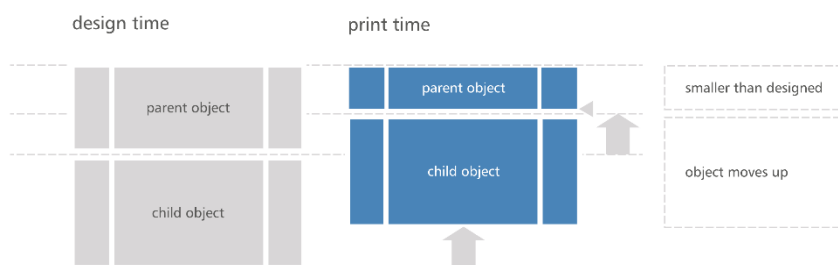 design time
print time
parent object
parent object
smaller than designed
child object
object moves up
child object